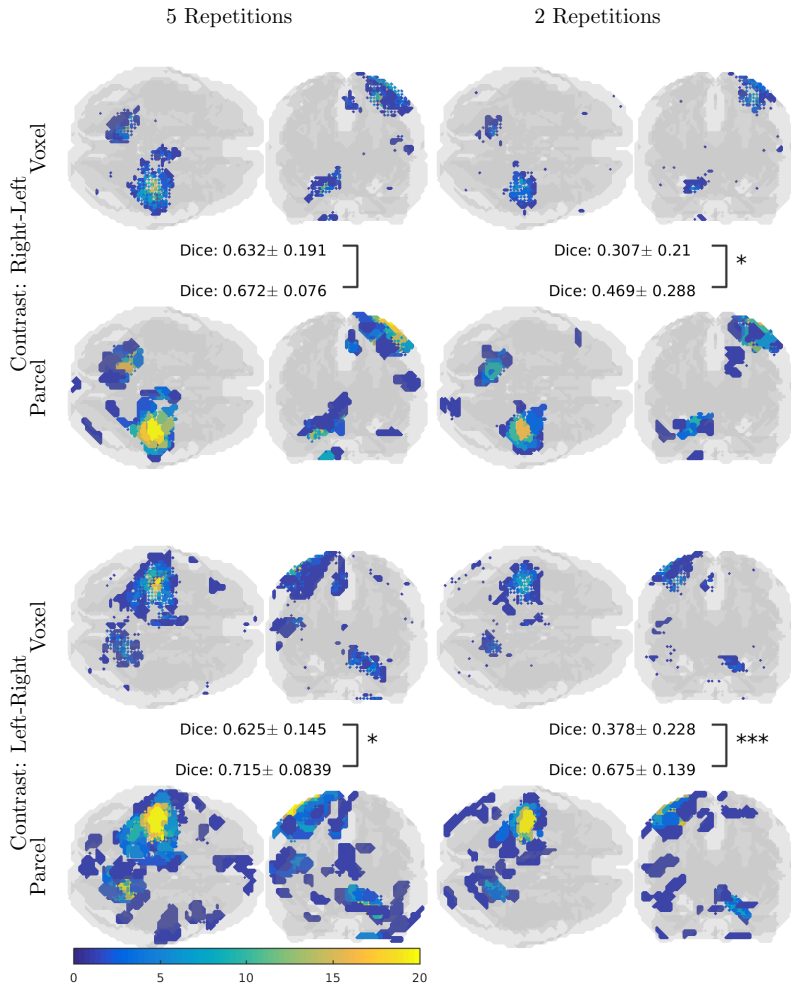 5 Repetitions
2 Repetitions
Contrast: Right-Left
Voxel
Dice: 0.632± 0.191
Dice: 0.307± 0.21
*
Dice: 0.672± 0.076
Dice: 0.469± 0.288
Parcel
Contrast: Left-Right
Voxel
Dice: 0.625± 0.145
*
Dice: 0.378± 0.228
***
Dice: 0.715± 0.0839
Dice: 0.675± 0.139
Parcel
0 5 10 15 20